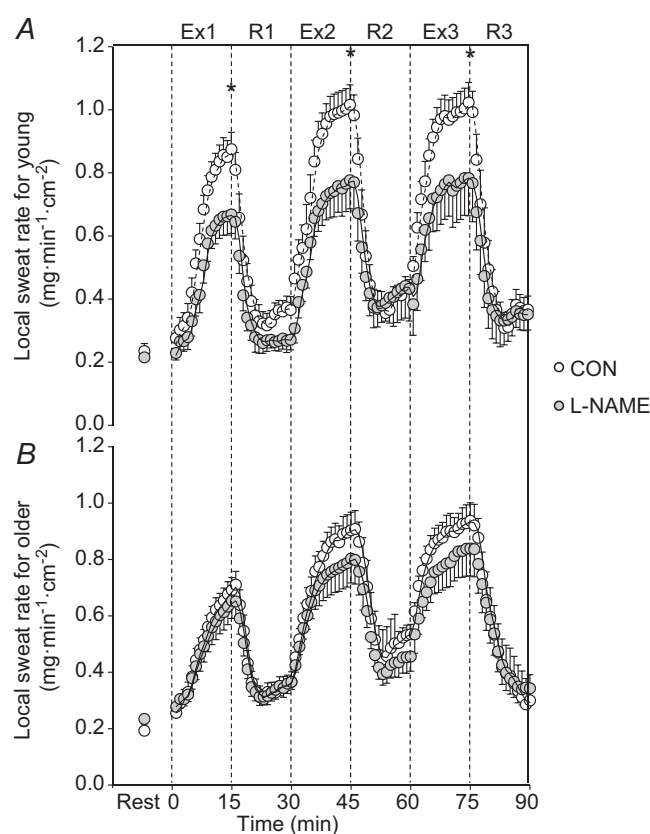 A
Ex1 R1 Ex2 R2 Ex3 R3
Local sweat rate for young
(mg·min⁻¹·cm⁻²)
1.2
1.0
0.8
0.6
0.4
0.2
0.0
* * *
CON
L-NAME
B
Local sweat rate for older
(mg·min⁻¹·cm⁻²)
1.2
1.0
0.8
0.6
0.4
0.2
0.0
Rest 0 15 30 45 60 75 90
Time (min)